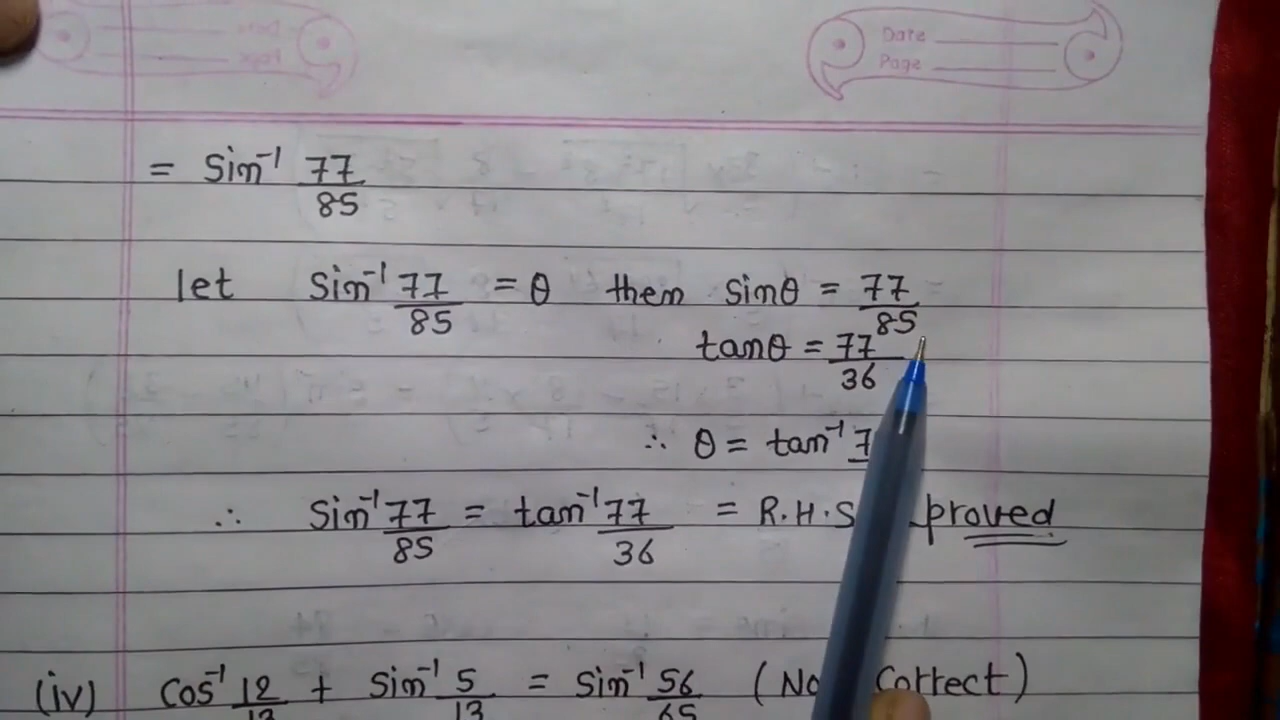 Date
Page
= Sin⁻¹ 77/85
let Sin⁻¹ 77/85 = θ then sinθ = 77/85
tanθ = 77/36
∴ θ = tan⁻¹
∴ Sin⁻¹ 77/85 = tan⁻¹ 77/36 = R.H.S proved
(iv) Cos⁻¹ 12/13 + Sin⁻¹ 5/13 = Sin⁻¹ 56/65 ( Correct)